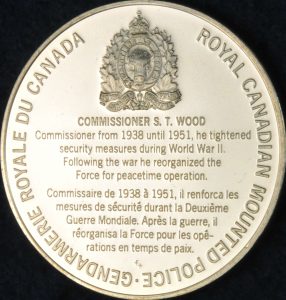 GENDARMERIE ROYALE DU CANADA
ROYAL CANADIAN MOUNTED POLICE
COMMISSIONER S. T. WOOD
Commissioner from 1938 until 1951, he tightened
security measures during World War II.
Following the war he reorganized the
Force for peacetime operation.
Commissaire de 1938 à 1951, il renforca les
mesures de sécurité durant la Deuxième
Guerre Mondiale. Après la guerre, il
réorganisa la Force pour les opé-
rations en temps de paix.